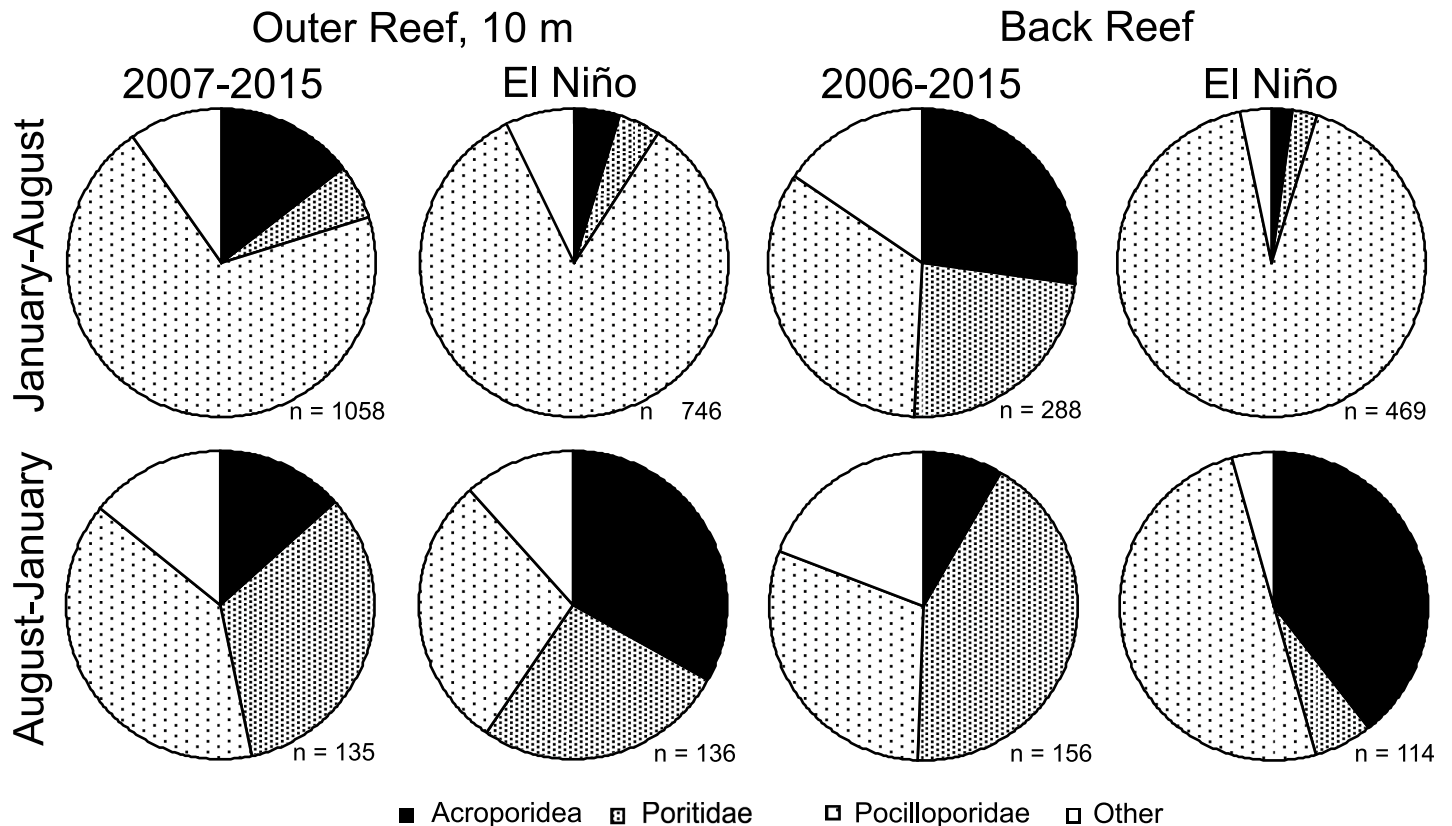 Outer Reef, 10 m
Back Reef
2007-2015
El Niño
2006-2015
El Niño
January-August
n = 1058
n 746
n = 288
n = 469
August-January
n = 135
n = 136
n = 156
n = 114
Acroporidea Poritidae Pocilloporidae Other